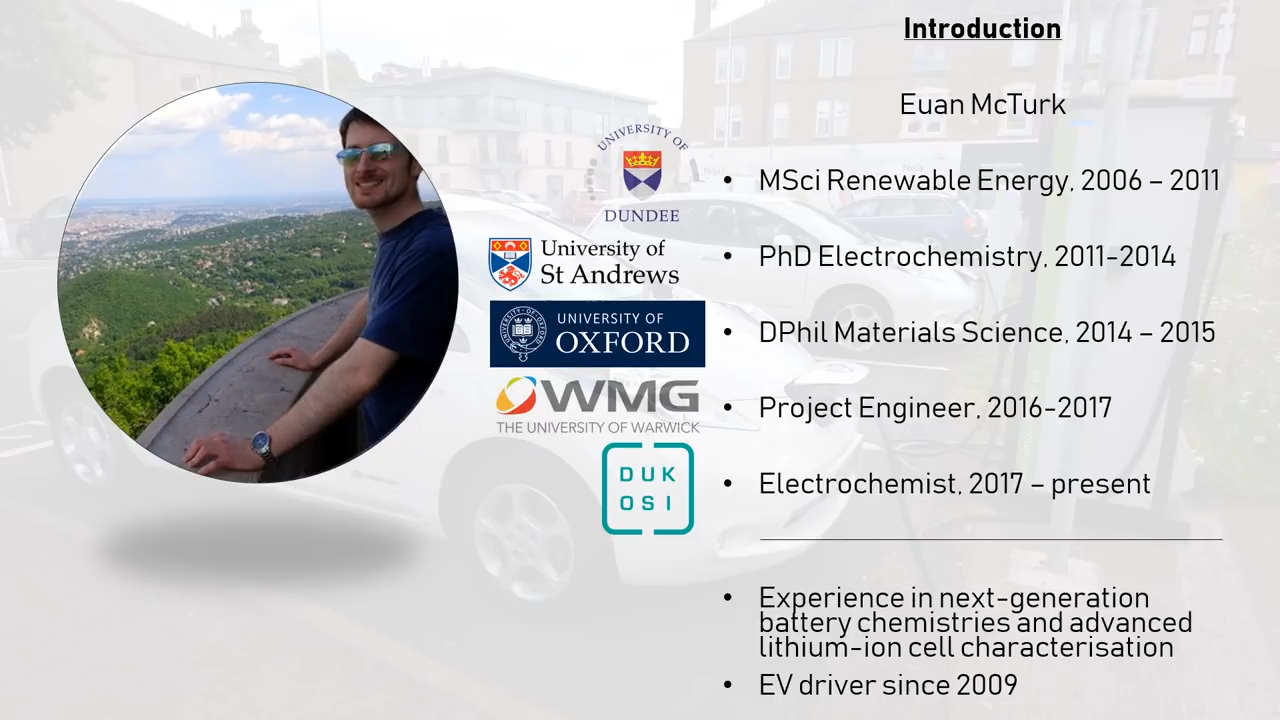 Introduction
Euan McTurk
UNIVERSITY OF
DUNDEE
• MSci Renewable Energy, 2006 – 2011
University of
St Andrews
• PhD Electrochemistry, 2011-2014
UNIVERSITY OF
OXFORD
• DPhil Materials Science, 2014 – 2015
WMG
THE UNIVERSITY OF WARWICK
• Project Engineer, 2016-2017
DUK
OSI
• Electrochemist, 2017 – present
• Experience in next-generation
battery chemistries and advanced
lithium-ion cell characterisation
• EV driver since 2009